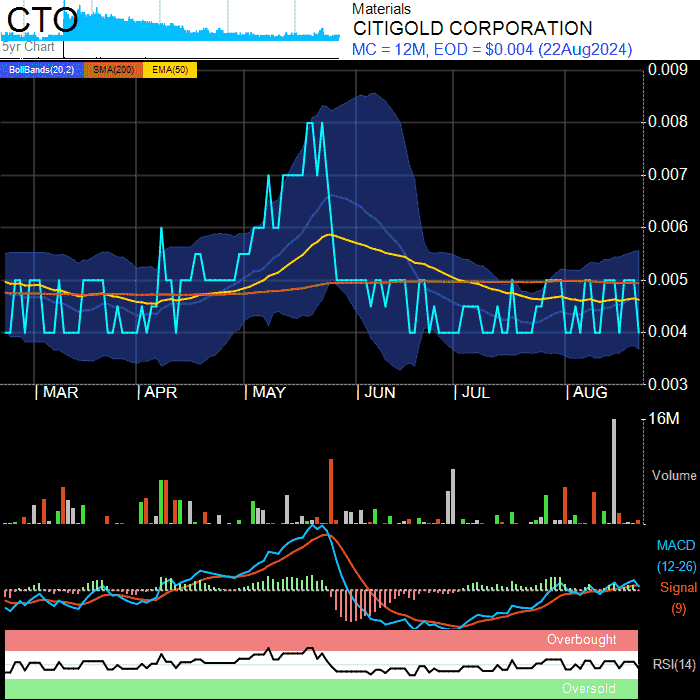 CTO
5yr Chart
Materials
CITIGOLD CORPORATION
MC = 12M, EOD = $0.004 (22Aug2024)
BollBands(20,2) SMA(200) EMA(50)
0.009
0.008
0.007
0.006
0.005
0.004
0.003
| MAR | APR | MAY | JUN | JUL | AUG
16M
Volume
MACD
(12-26)
Signal
(9)
Overbought
RSI(14)
Oversold